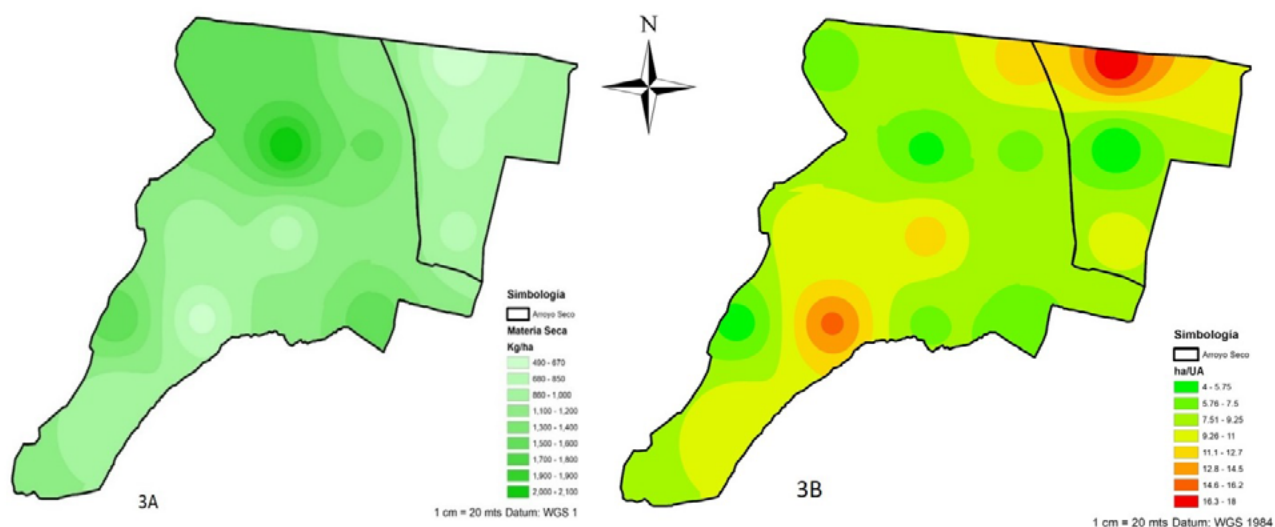 N
Simbología
Arroyo Seco
Materia Seca
Kg/ha
490 - 670
680 - 850
860 - 1,000
1,100 - 1,200
1,300 - 1,400
1,500 - 1,600
1,700 - 1,800
1,900 - 1,900
2,000 - 2,100
3A
1 cm = 20 mts Datum: WGS 1
Simbología
Arroyo Seco
ha/UA
4 - 5.75
5.76 - 7.5
7.51 - 9.25
9.26 - 11
11.1 - 12.7
12.8 - 14.5
14.6 - 16.2
16.3 - 18
3B
1 cm = 20 mts Datum: WGS 1984